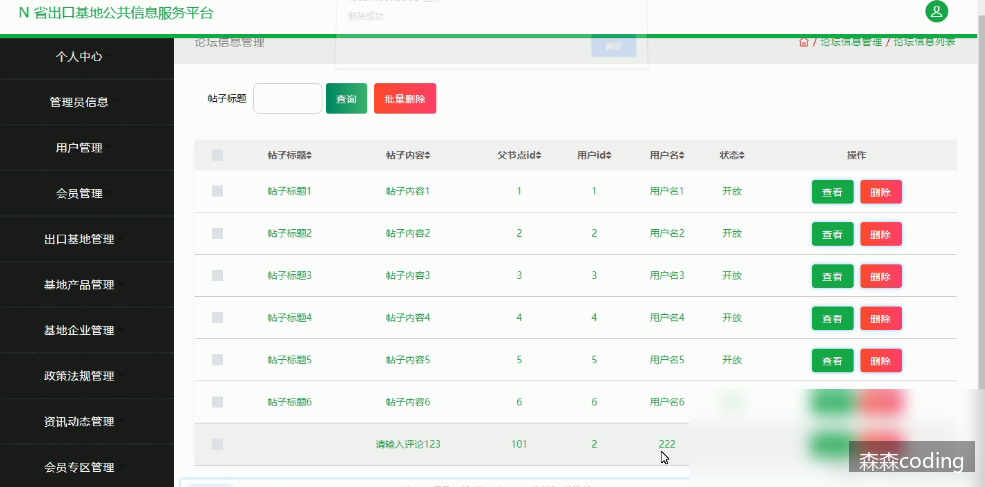 N 省出口基地公共信息服务平台
删除成功
论坛信息管理
/ 论坛信息管理 / 论坛信息列表
个人中心
管理员信息
用户管理
会员管理
出口基地管理
基地产品管理
基地企业管理
政策法规管理
资讯动态管理
会员专区管理
帖子标题 查询 批量删除
帖子标题 帖子内容 父节点id 用户id 用户名 状态 操作
帖子标题1 帖子内容1 1 1 用户名1 开放 查看 删除
帖子标题2 帖子内容2 2 2 用户名2 开放 查看 删除
帖子标题3 帖子内容3 3 3 用户名3 开放 查看 删除
帖子标题4 帖子内容4 4 4 用户名4 开放 查看 删除
帖子标题5 帖子内容5 5 5 用户名5 开放 查看 删除
帖子标题6 帖子内容6 6 6 用户名6
请输入评论123 101 2 222
森森coding